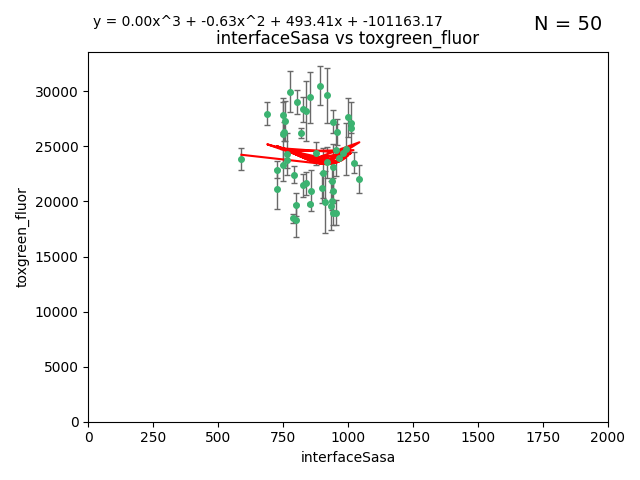 y = 0.00x^3 + -0.63x^2 + 493.41x + -101163.17
N = 50
interfaceSasa vs toxgreen_fluor
30000
25000
20000
15000
10000
5000
0
toxgreen_fluor
0 250 500 750 1000 1250 1500 1750 2000
interfaceSasa